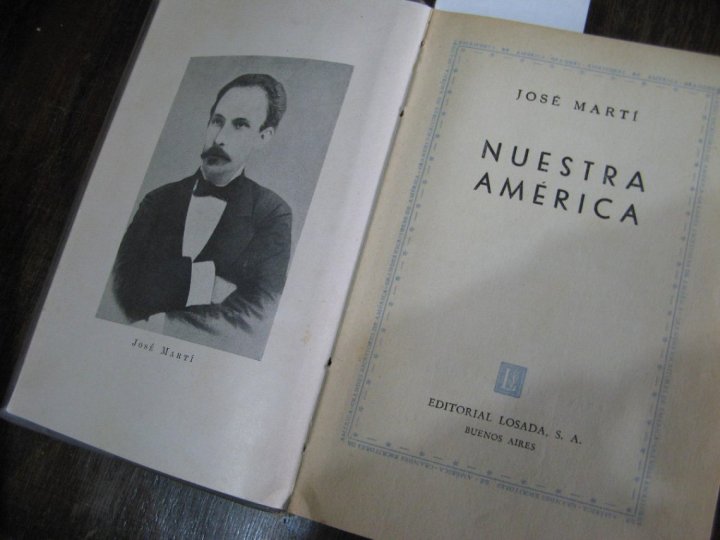 José Martí
JOSÉ MARTÍ
NUESTRA
AMÉRICA
EDITORIAL LOSADA, S. A.
BUENOS AIRES